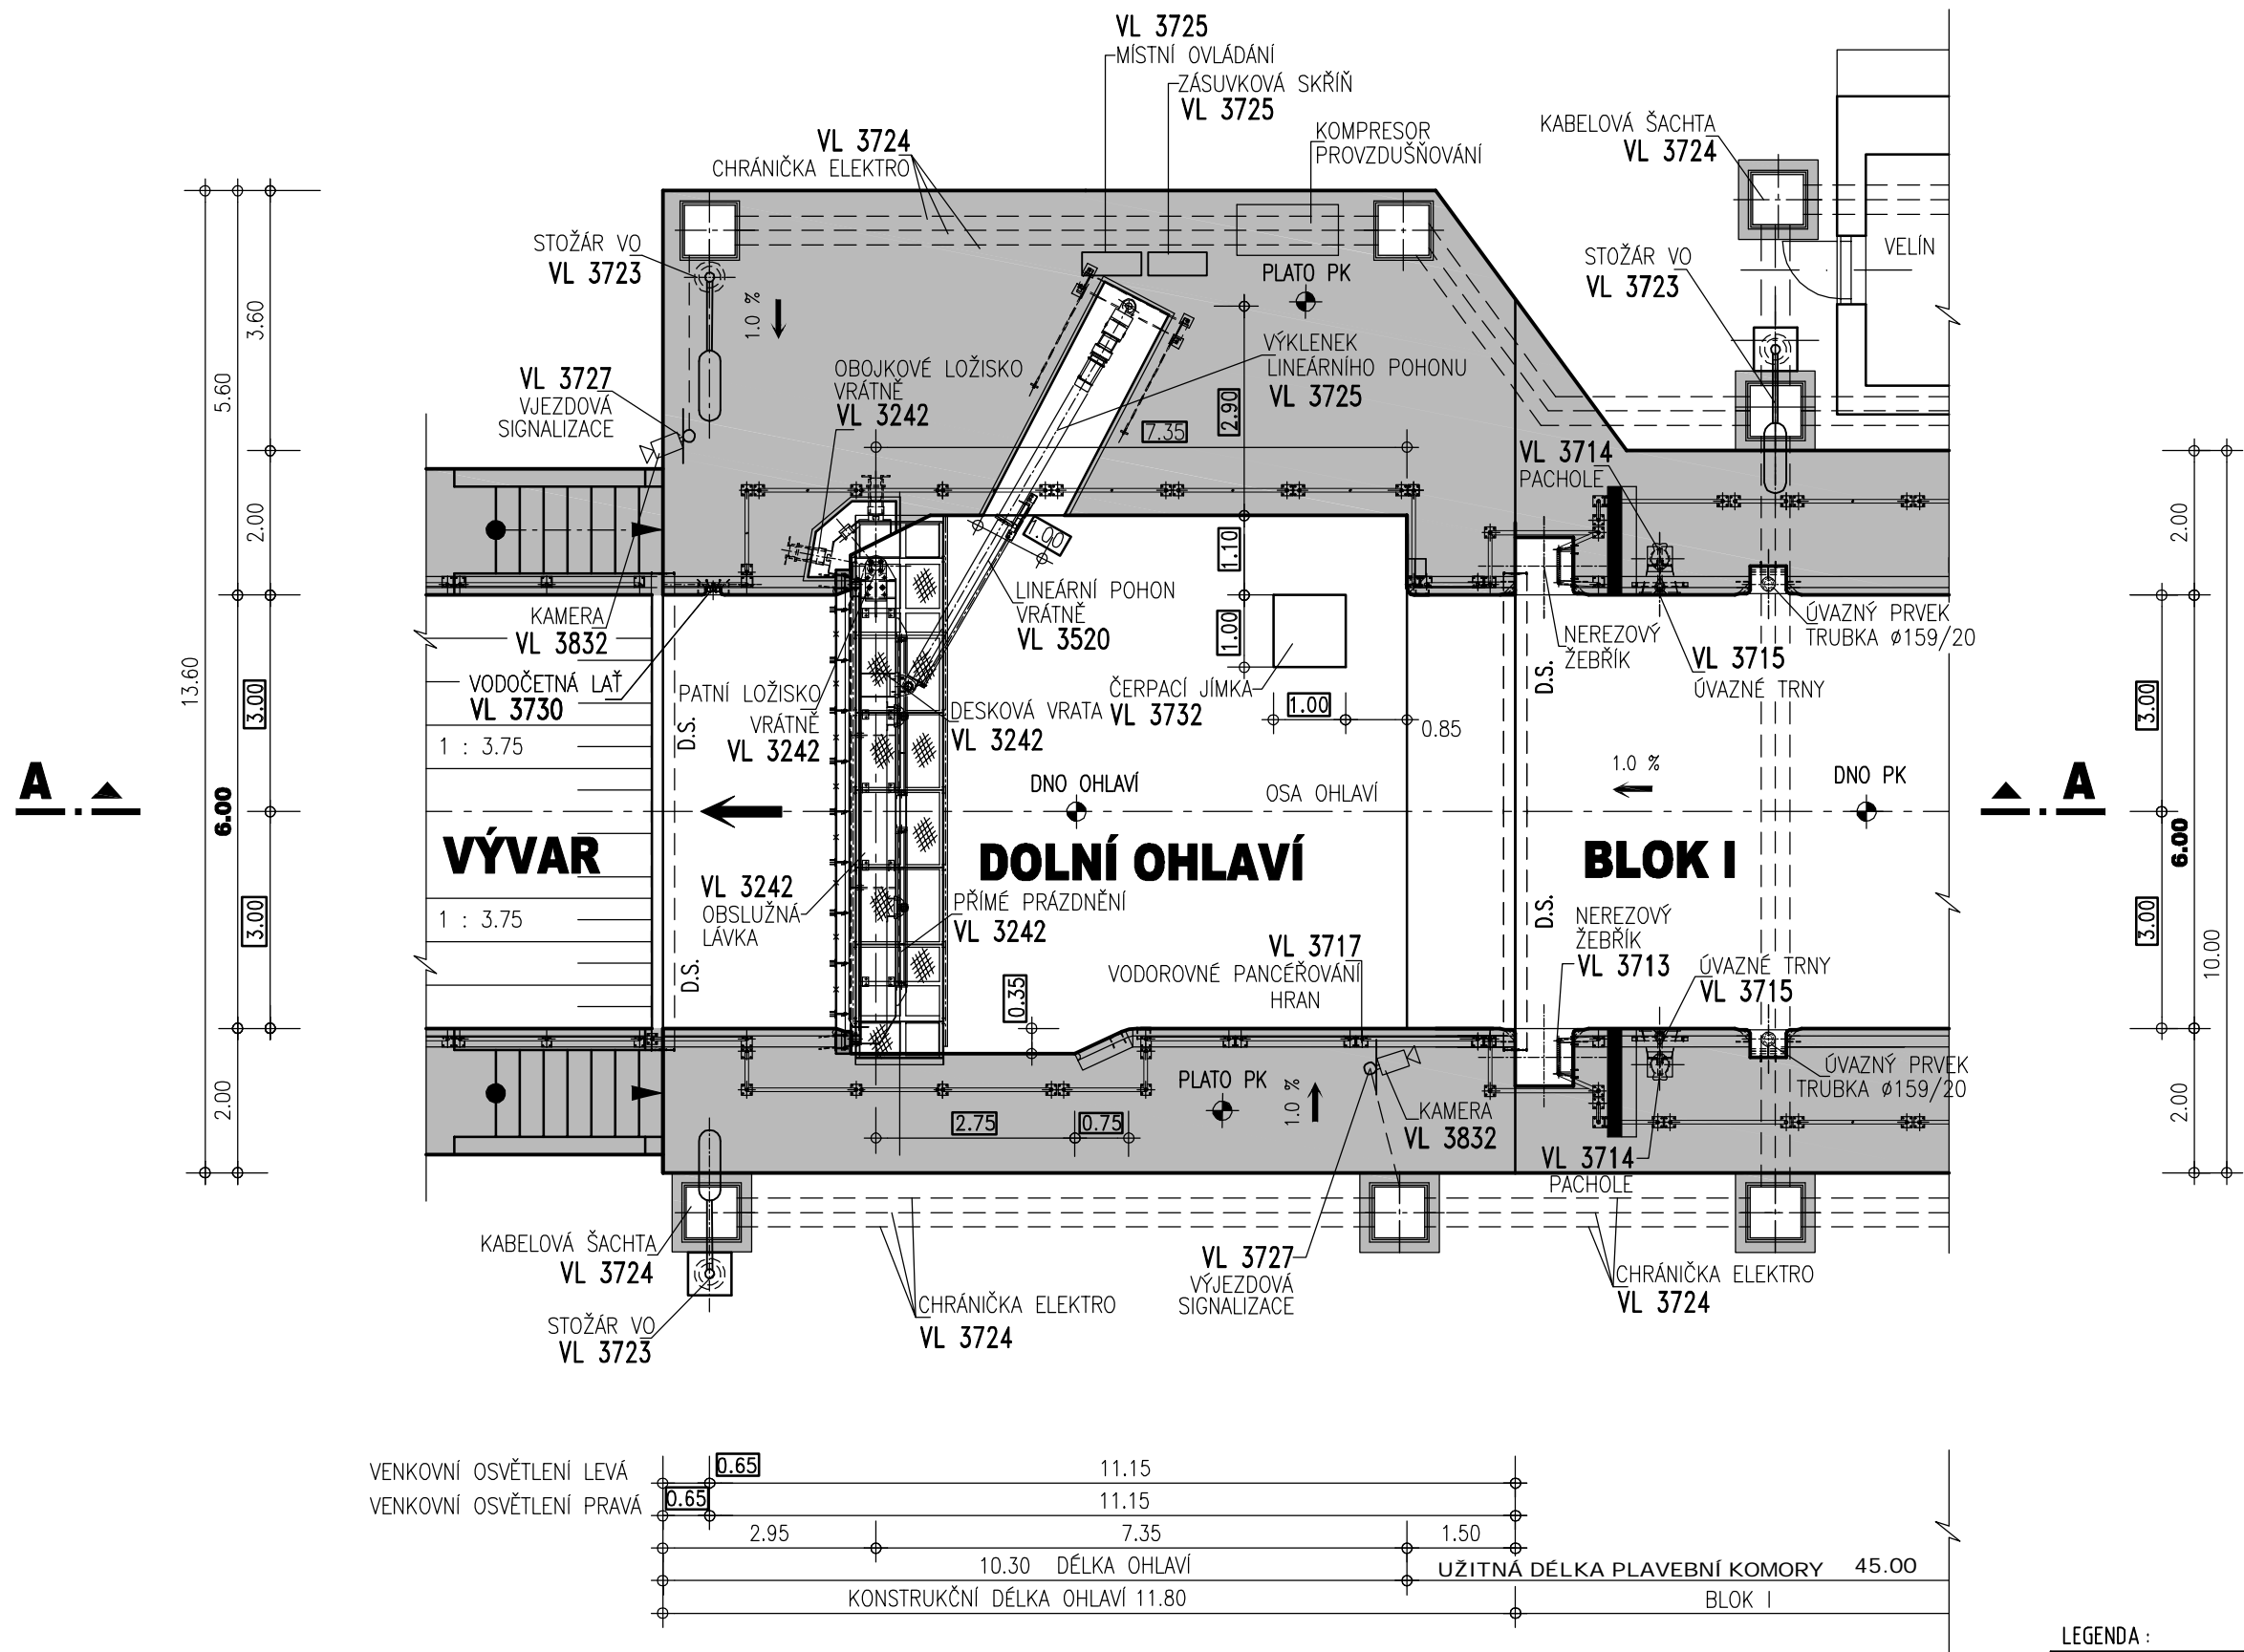 VL 3725
MÍSTNÍ OVLÁDÁNÍ
ZÁSUVKOVÁ SKŘÍŇ
VL 3725
VL 3724
CHRÁNIČKA ELEKTRO
KOMPRESOR
PROVZDUŠŇOVÁNÍ
KABELOVÁ ŠACHTA
VL 3724
STOŽÁR VO
VL 3723
STOŽÁR VO
VL 3723
VELÍN
PLATO PK
1.0 %
3.60
5.60
2.00
13.60
3.00
6.00
3.00
2.00
VL 3727
VJEZDOVÁ
SIGNALIZACE
OBOJKOVÉ LOŽISKO
VRÁTNĚ
VL 3242
VÝKLENEK
LINEÁRNÍHO POHONU
VL 3725
2.90
7.35
VL 3714
PACHOLE
2.00
1.00
1.10
LINEÁRNÍ POHON
VRÁTNĚ
VL 3520
1.00
KAMERA
VL 3832
VODOČETNÁ LAŤ
VL 3730
PATNÍ LOŽISKO
VRÁTNĚ
VL 3242
DESKOVÁ VRATA
VL 3242
ČERPACÍ JÍMKA
VL 3732
1.00
0.85
NEREZOVÝ
ŽEBŘÍK
ÚVAZNÝ PRVEK
TRUBKA ø159/20
VL 3715
ÚVAZNÉ TRNY
D.S.
D.S.
1 : 3.75
1.0 %
DNO OHLAVÍ
OSA OHLAVÍ
DNO PK
A
A
VÝVAR
DOLNÍ OHLAVÍ
BLOK I
3.00
6.00
3.00
10.00
2.00
VL 3242
OBSLUŽNÁ
LÁVKA
PŘÍMÉ PRÁZDNĚNÍ
VL 3242
1 : 3.75
D.S.
D.S.
VL 3717
VODOROVNÉ PANCÉŘOVÁNÍ
HRAN
NEREZOVÝ
ŽEBŘÍK
VL 3713
ÚVAZNÉ TRNY
VL 3715
0.35
ÚVAZNÝ PRVEK
TRUBKA ø159/20
PLATO PK
1.0 %
KAMERA
VL 3832
2.75
0.75
VL 3714
PACHOLE
KABELOVÁ ŠACHTA
VL 3724
STOŽÁR VO
VL 3723
CHRÁNIČKA ELEKTRO
VL 3724
VL 3727
VÝJEZDOVÁ
SIGNALIZACE
CHRÁNIČKA ELEKTRO
VL 3724
VENKOVNÍ OSVĚTLENÍ LEVÁ 0.65 11.15
VENKOVNÍ OSVĚTLENÍ PRAVÁ 0.65 11.15
2.95 7.35 1.50
10.30 DÉLKA OHLAVÍ UŽITNÁ DÉLKA PLAVEBNÍ KOMORY 45.00
KONSTRUKČNÍ DÉLKA OHLAVÍ 11.80 BLOK I
LEGENDA :